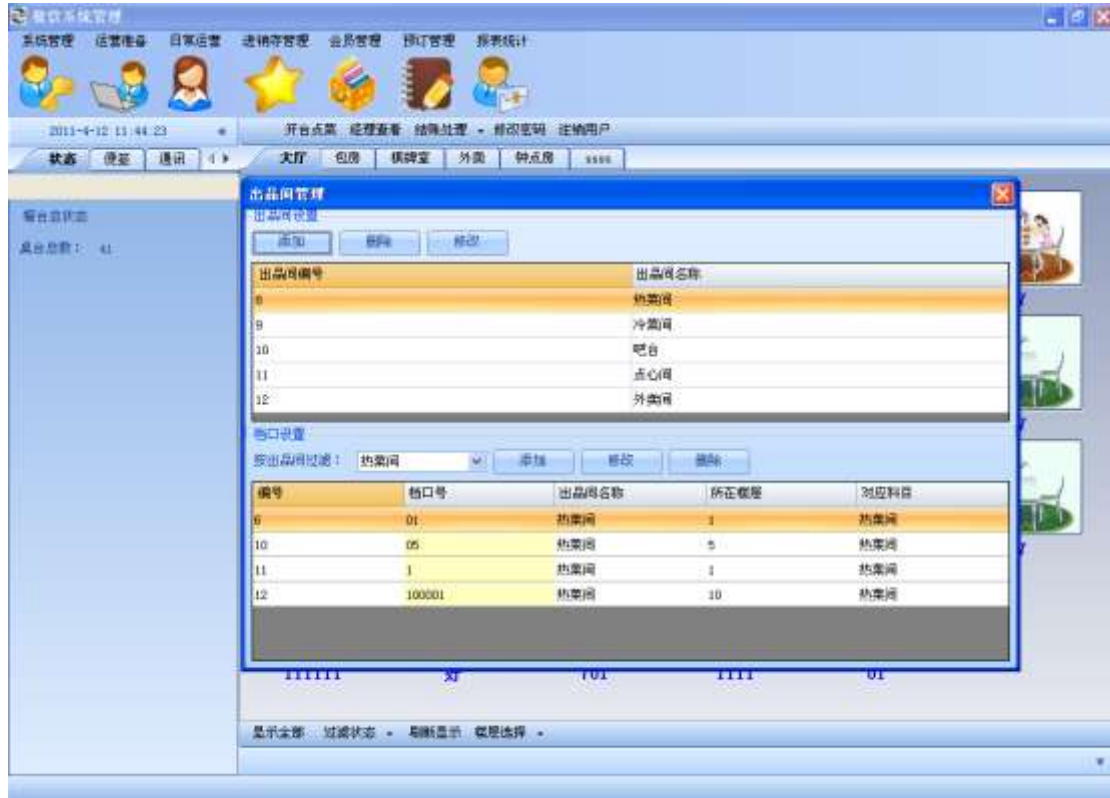 餐饮系统管理
系统管理 运营准备 日常运营 进销存管理 会员管理 预订管理 报表统计
2011-4-12 11:44:23 开台点菜 经理查看 结账处理 修改密码 注销用户
状态 便签 通讯 大厅 包房 棋牌室 外卖 钟点房 ssss
餐台总状态
桌台总数： 41
出品间管理
出品间设置
添加 删除 修改
出品间编号 出品间名称
8 热菜间
9 冷菜间
10 吧台
11 点心间
12 外卖间
档口设置
按出品间过滤： 热菜间 添加 修改 删除
编号 档口号 出品间名称 所在楼层 对应科目
6 01 热菜间 1 热菜间
10 05 热菜间 5 热菜间
11 1 热菜间 1 热菜间
12 100001 热菜间 10 热菜间
111111 好 701 1111 01
显示全部 过滤状态 刷新显示 楼层选择